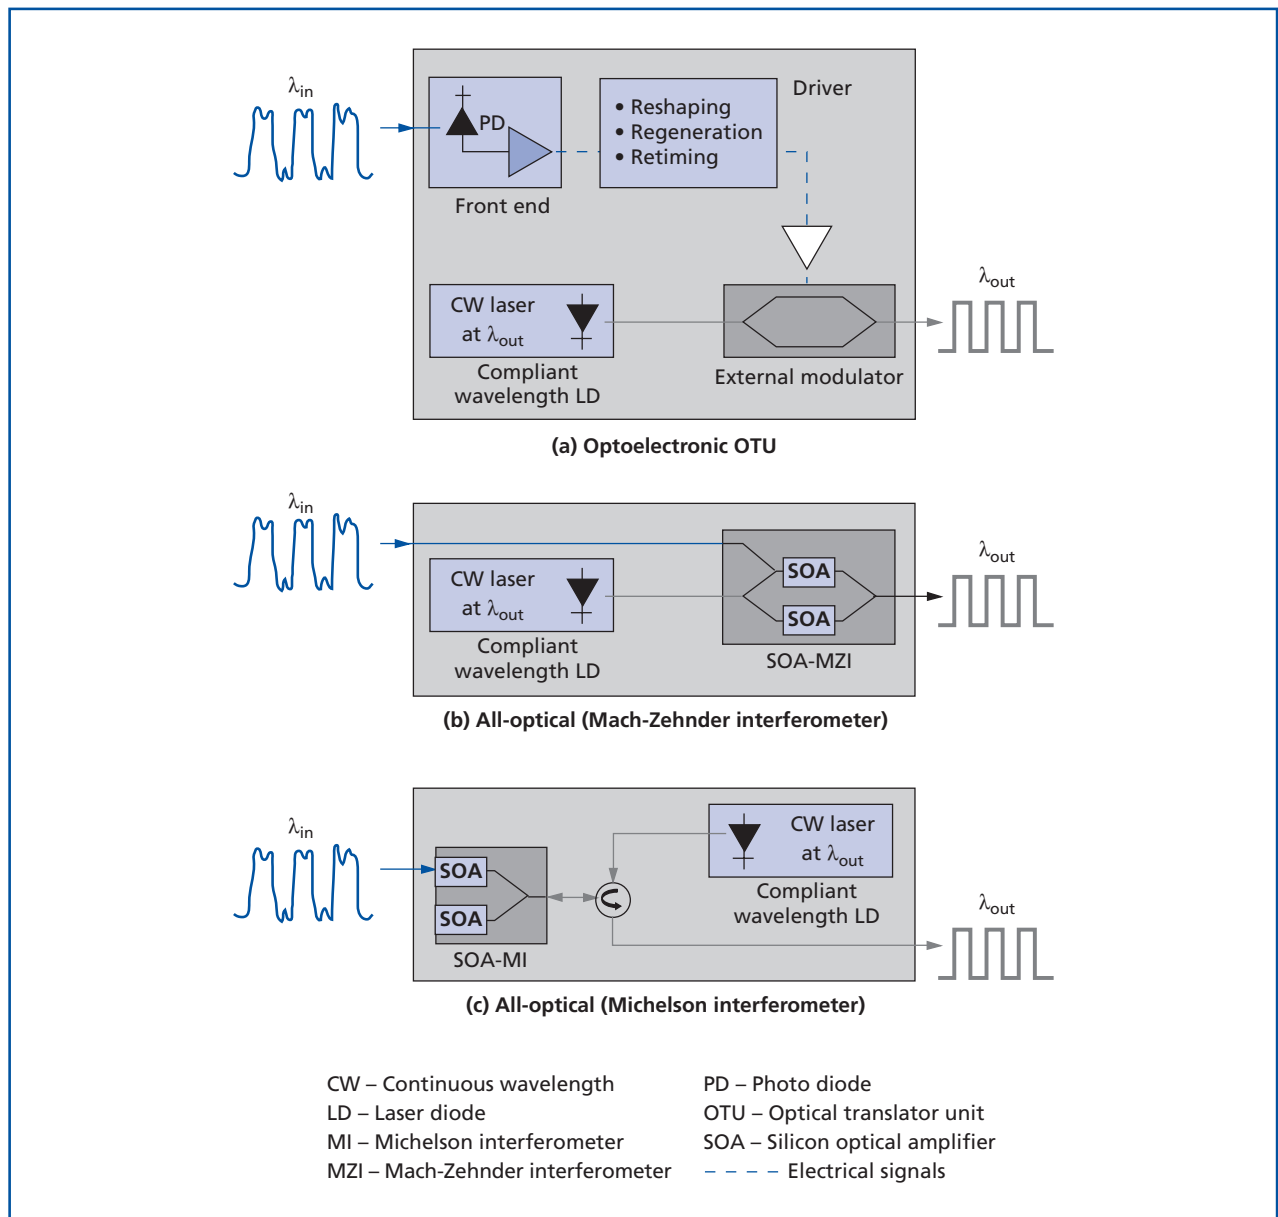 λin
PD
Front end
• Reshaping
• Regeneration
• Retiming
Driver
CW laser
at λout
Compliant
wavelength LD
External modulator
λout
(a) Optoelectronic OTU
λin
CW laser
at λout
Compliant
wavelength LD
SOA
SOA
SOA-MZI
λout
(b) All-optical (Mach-Zehnder interferometer)
λin
SOA
SOA
SOA-MI
CW laser
at λout
Compliant
wavelength LD
λout
(c) All-optical (Michelson interferometer)
CW – Continuous wavelength
LD – Laser diode
MI – Michelson interferometer
MZI – Mach-Zehnder interferometer
PD – Photo diode
OTU – Optical translator unit
SOA – Silicon optical amplifier
– – – – Electrical signals